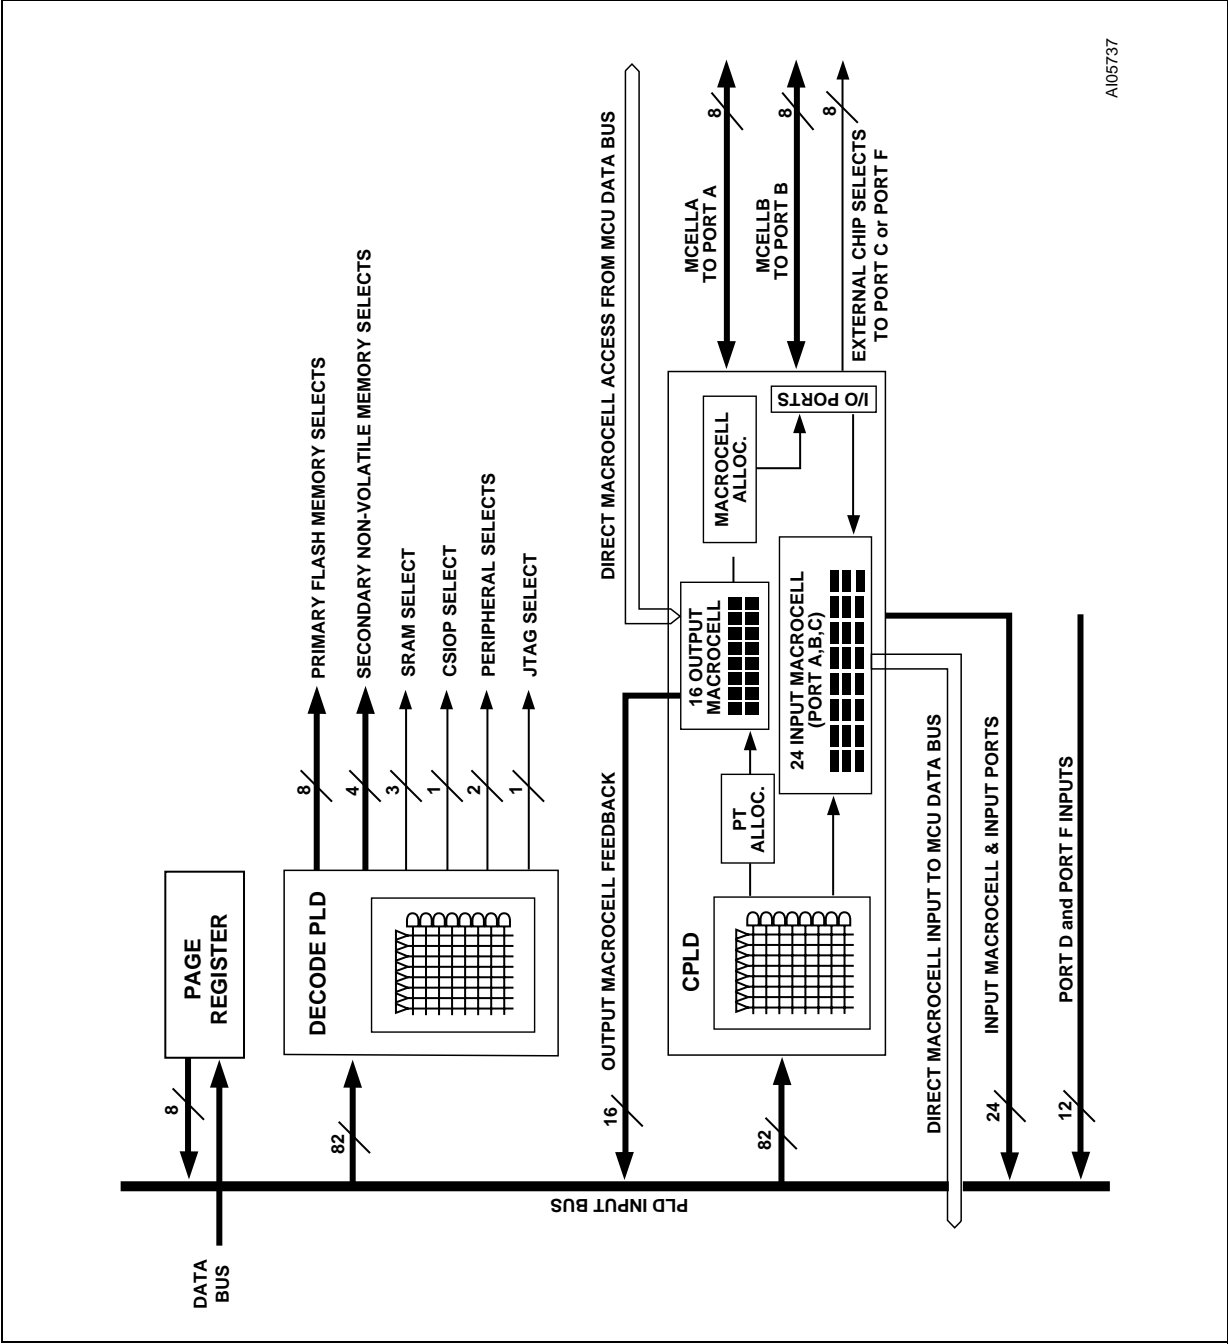 DATA
BUS
8
PAGE
REGISTER
PLD INPUT BUS
82
DECODE PLD
8
PRIMARY FLASH MEMORY SELECTS
4
SECONDARY NON-VOLATILE MEMORY SELECTS
3
SRAM SELECT
1
CSIOP SELECT
2
PERIPHERAL SELECTS
1
JTAG SELECT
16
OUTPUT MACROCELL FEEDBACK
DIRECT MACROCELL ACCESS FROM MCU DATA BUS
82
CPLD
PT
ALLOC.
16 OUTPUT
MACROCELL
MACROCELL
ALLOC.
I/O PORTS
24 INPUT MACROCELL
(PORT A,B,C)
MCELLA
TO PORT A
8
MCELLB
TO PORT B
8
EXTERNAL CHIP SELECTS
TO PORT C or PORT F
8
DIRECT MACROCELL INPUT TO MCU DATA BUS
24
INPUT MACROCELL & INPUT PORTS
12
PORT D and PORT F INPUTS
AI05737